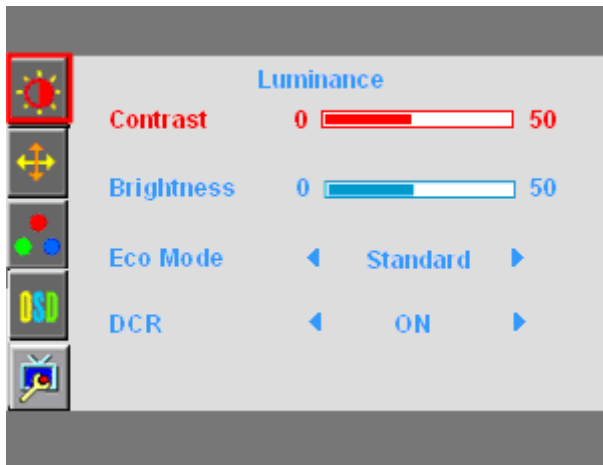 Luminance
Contrast 0 50
Brightness 0 50
Eco Mode Standard
DCR ON
OSD